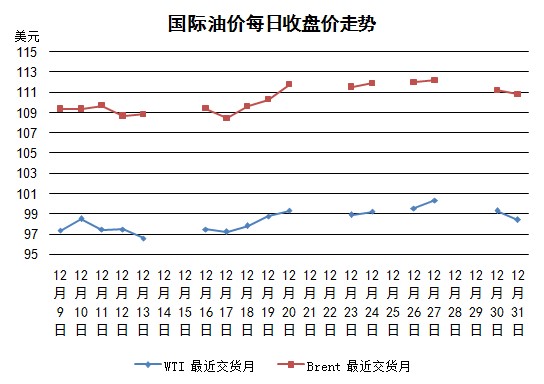 国际油价每日收盘价走势
美元
115
113
111
109
107
105
103
101
99
97
95
12月9日
12月10日
12月11日
12月12日
12月13日
12月14日
12月15日
12月16日
12月17日
12月18日
12月19日
12月20日
12月21日
12月22日
12月23日
12月24日
12月25日
12月26日
12月27日
12月28日
12月29日
12月30日
12月31日
WTI 最近交货月
Brent 最近交货月